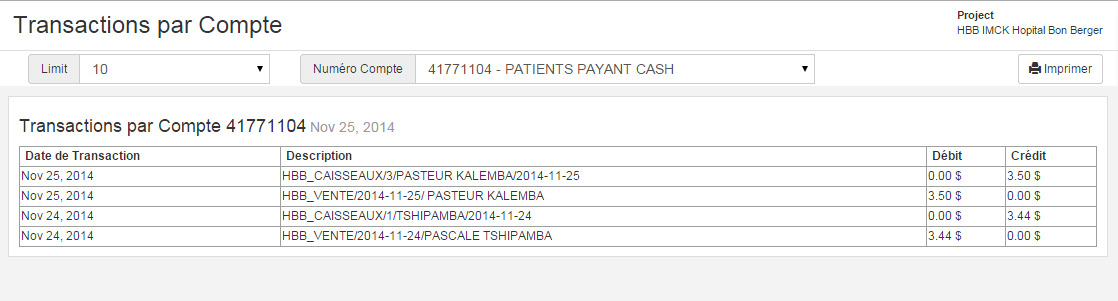 Transactions par Compte
Project
HBB IMCK Hopital Bon Berger
Limit 10 Numéro Compte 41771104 - PATIENTS PAYANT CASH Imprimer
Transactions par Compte 41771104 Nov 25, 2014
Date de Transaction Description Débit Crédit
Nov 25, 2014 HBB_CAISSEAUX/3/PASTEUR KALEMBA/2014-11-25 0.00 $ 3.50 $
Nov 25, 2014 HBB_VENTE/2014-11-25/ PASTEUR KALEMBA 3.50 $ 0.00 $
Nov 24, 2014 HBB_CAISSEAUX/1/TSHIPAMBA/2014-11-24 0.00 $ 3.44 $
Nov 24, 2014 HBB_VENTE/2014-11-24/PASCALE TSHIPAMBA 3.44 $ 0.00 $